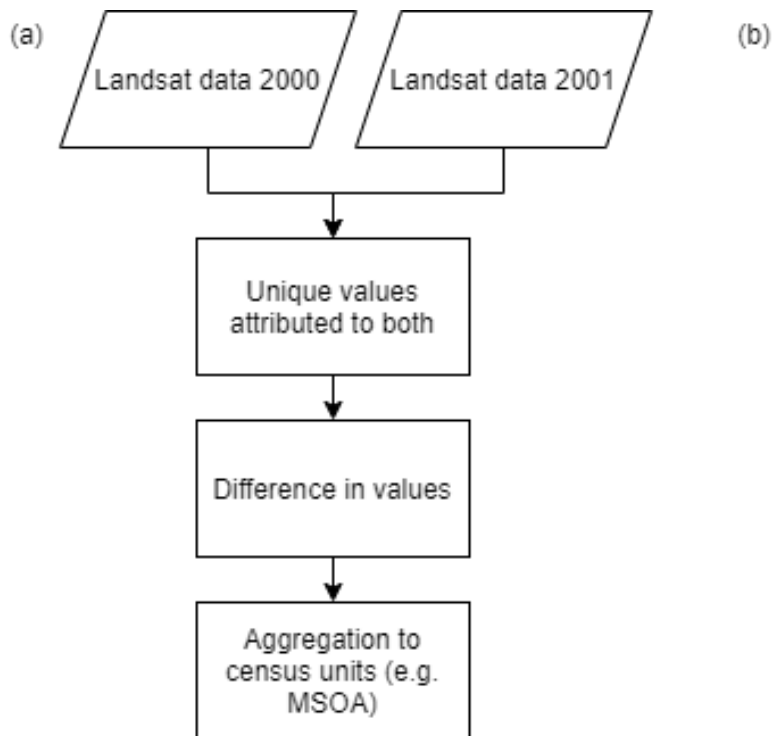 (a)
(b)
Landsat data 2000
Landsat data 2001
Unique values
attributed to both
Difference in values
Aggregation to
census units (e.g.
MSOA)